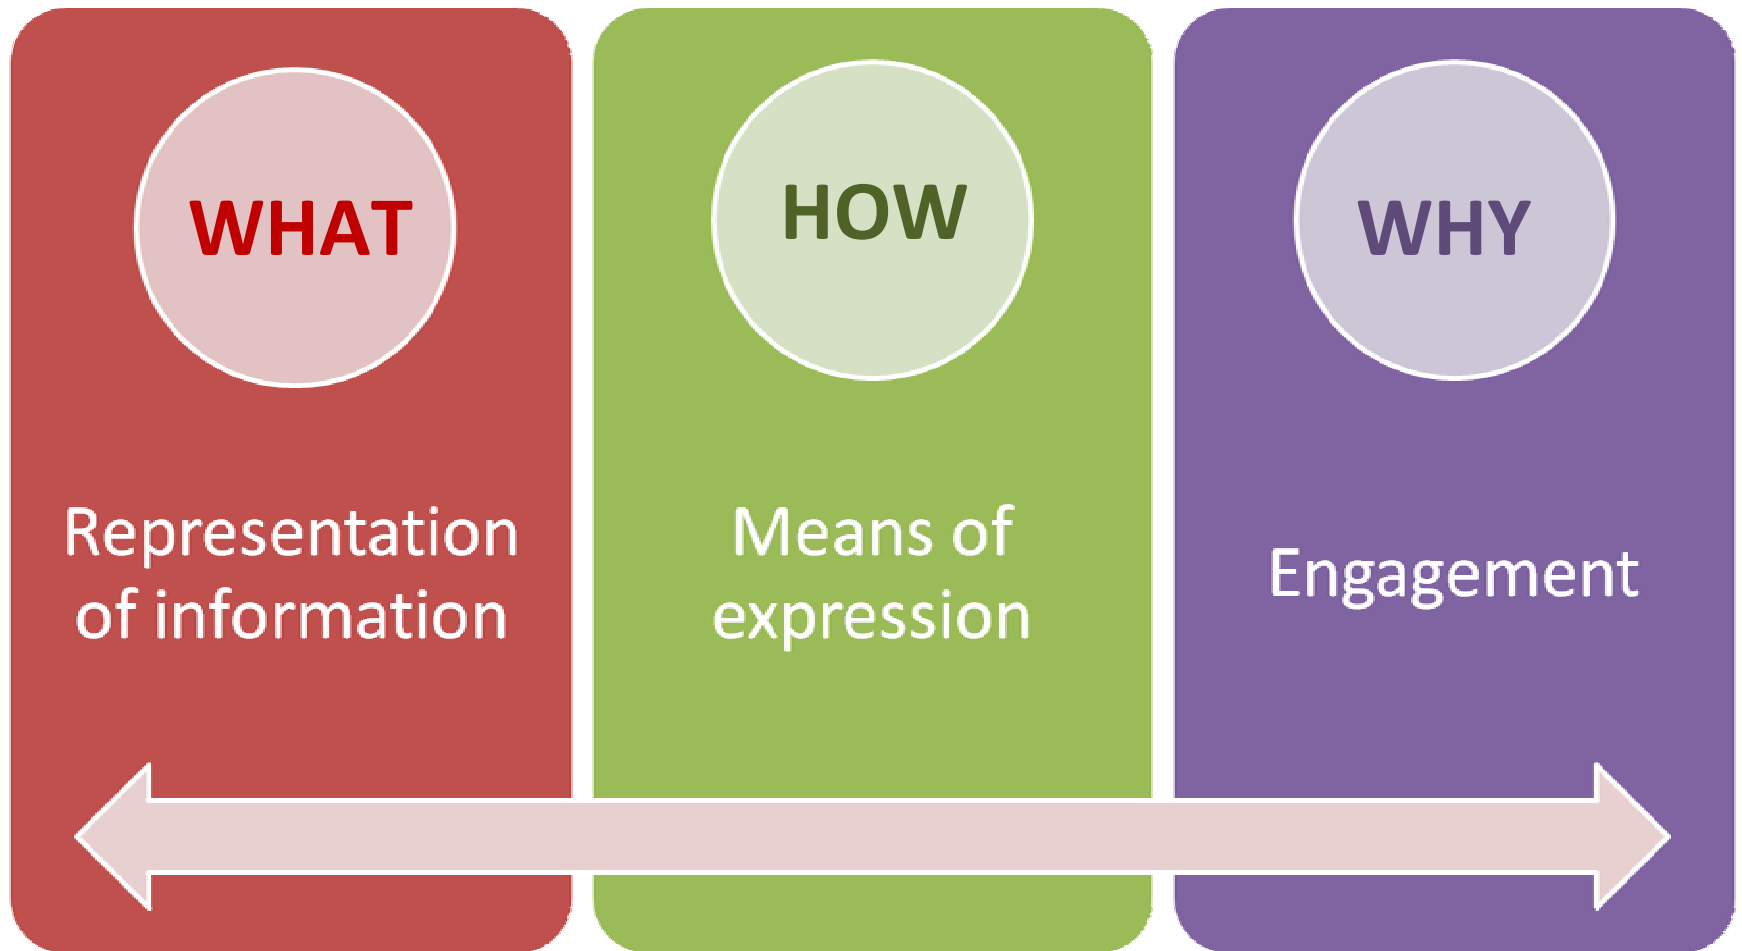 WHAT
Representation
of information
HOW
Means of
expression
WHY
Engagement